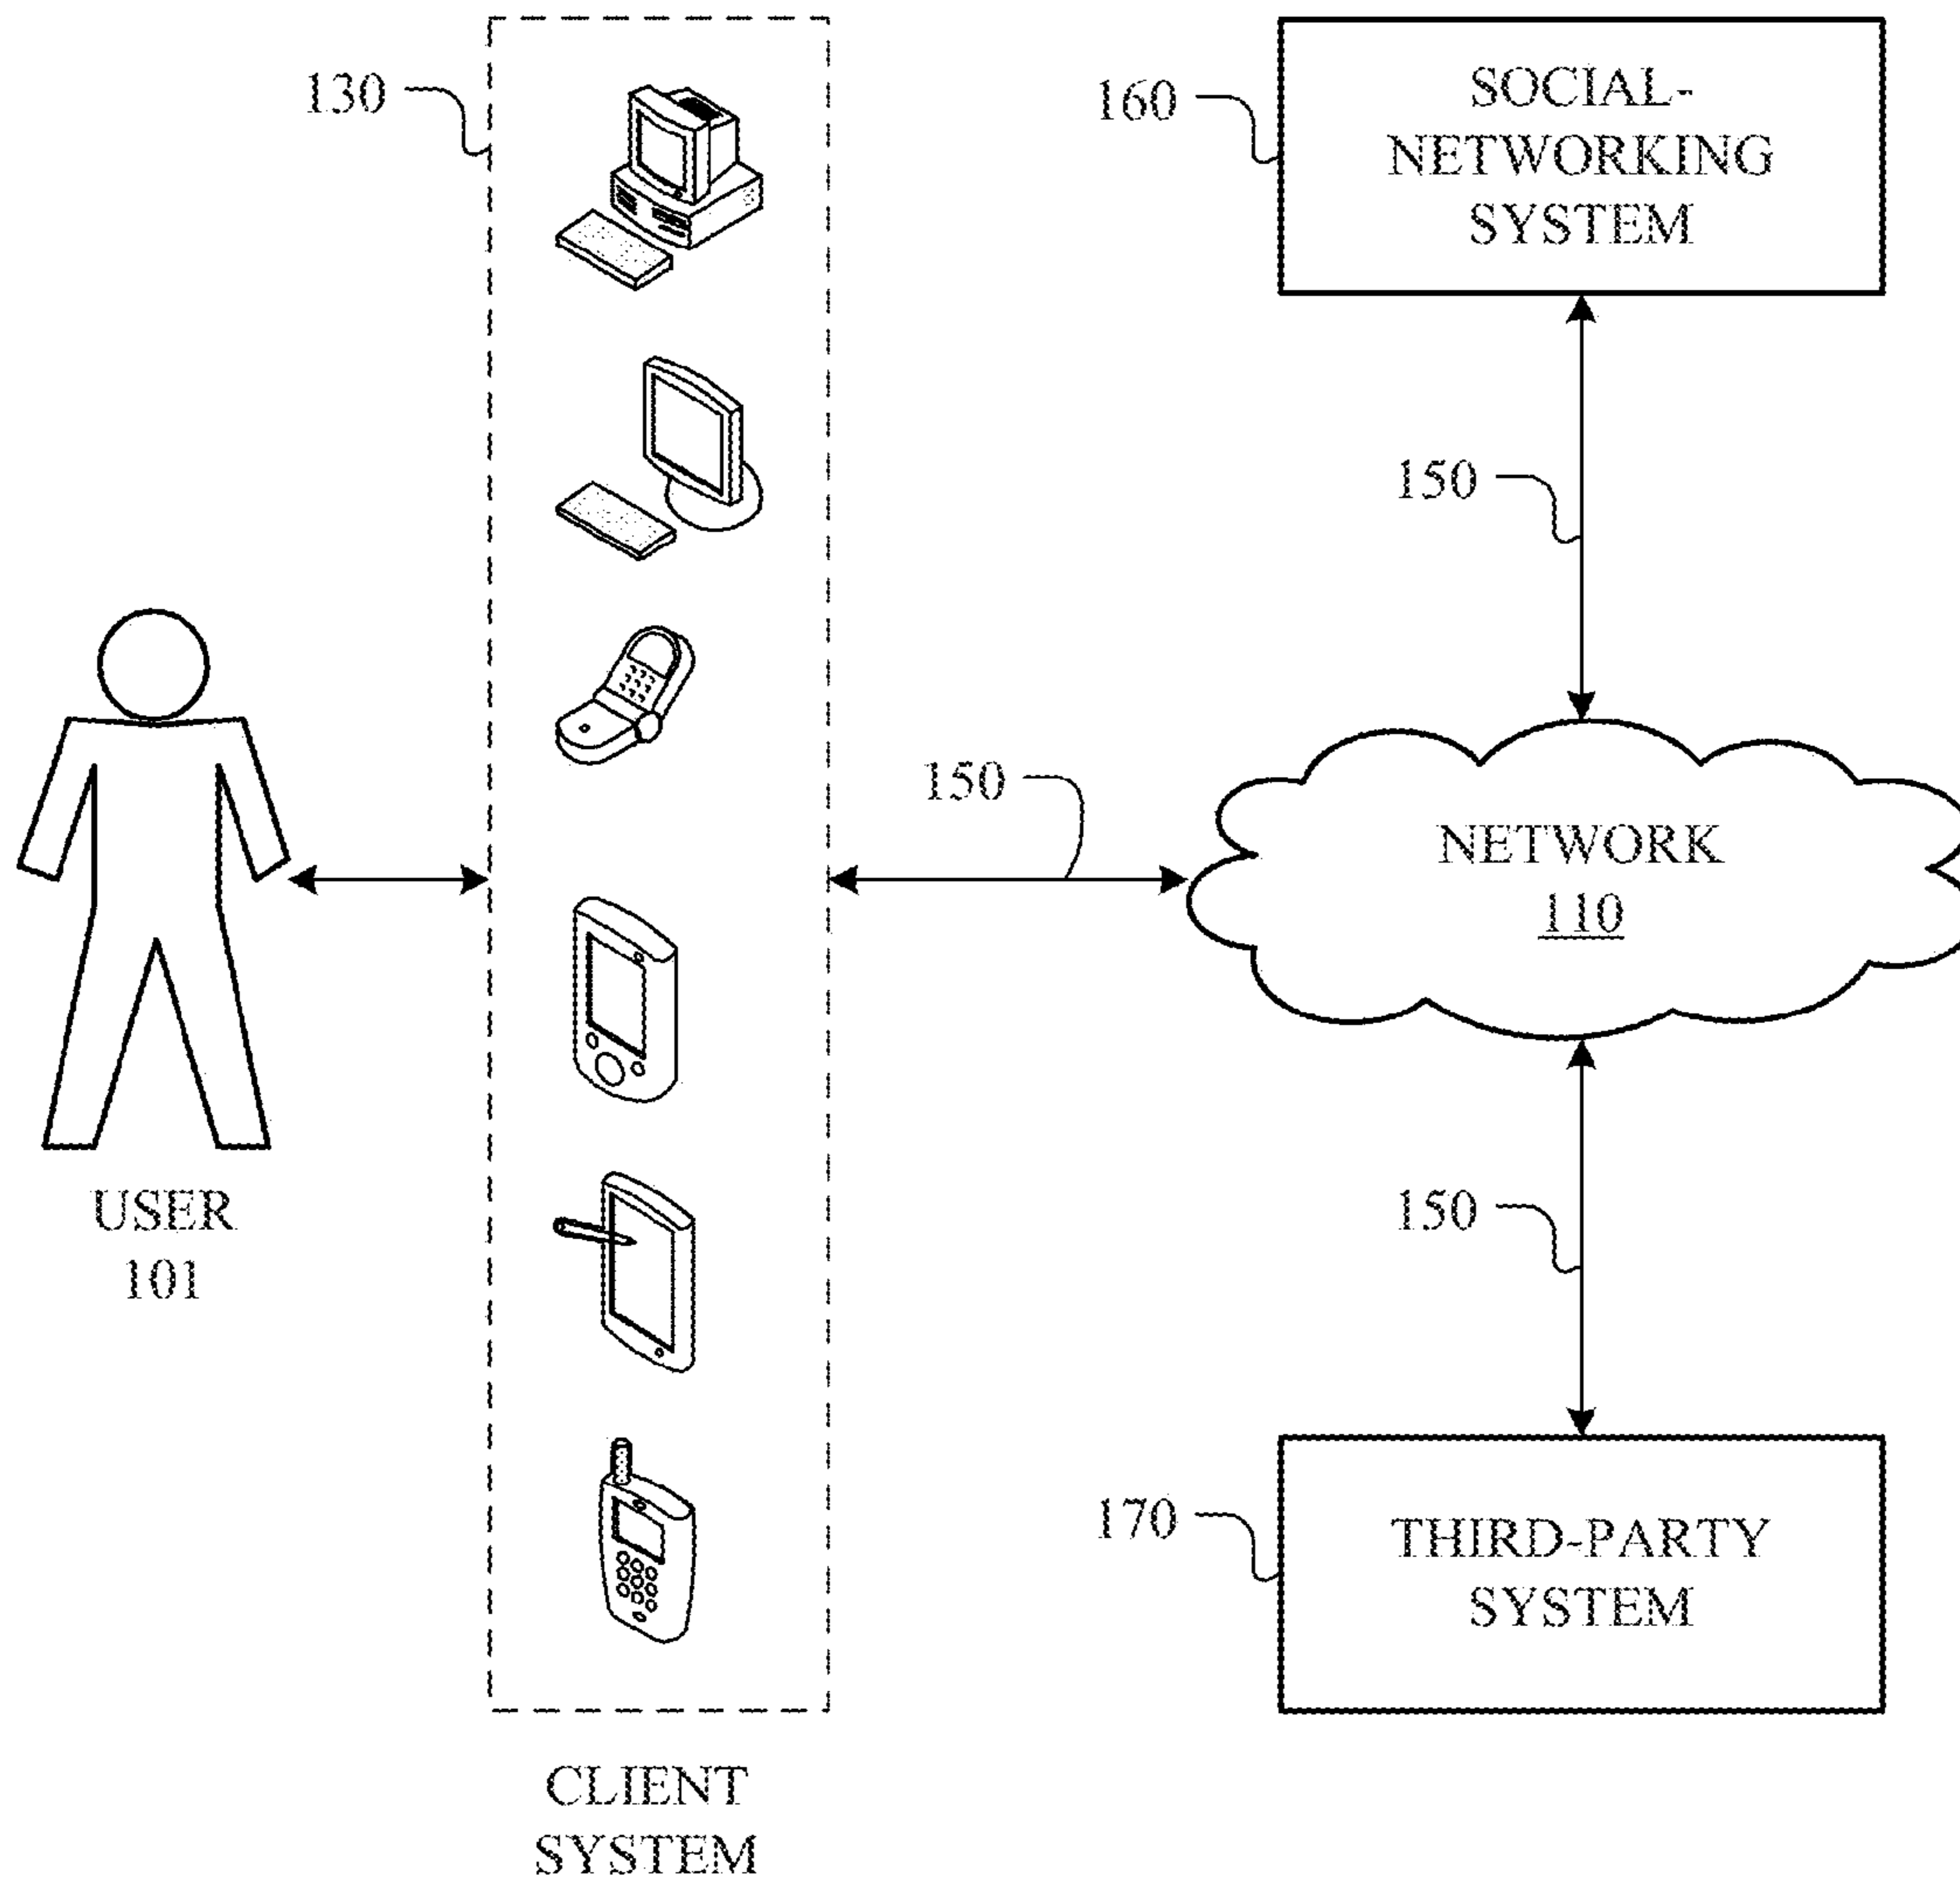 130
160
SOCIAL-
NETWORKING
SYSTEM
150
150
NETWORK
110
USER
101
150
170
THIRD-PARTY
SYSTEM
CLIENT
SYSTEM